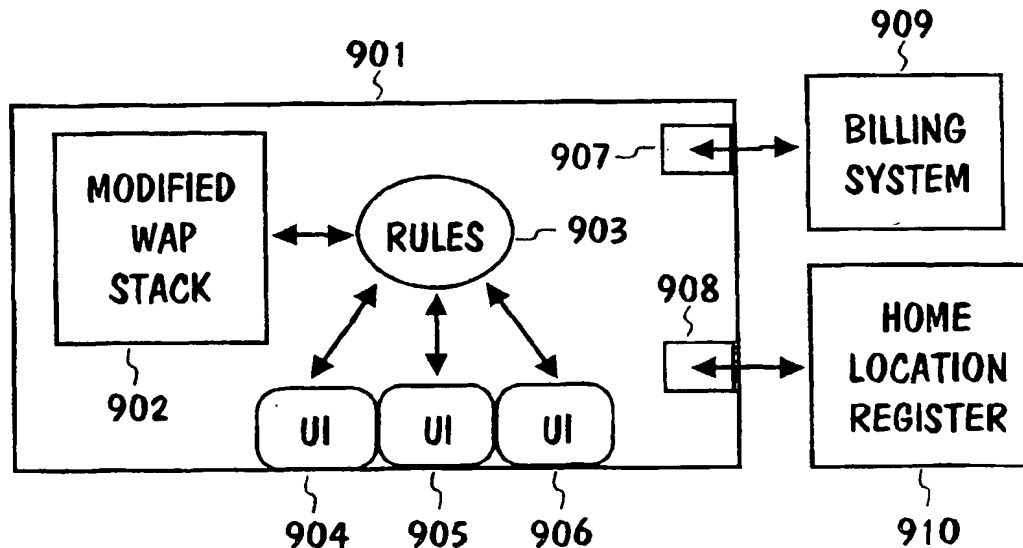 901
909
MODIFIED
WAP
STACK
RULES
903
907
BILLING
SYSTEM
908
HOME
LOCATION
REGISTER
902
UI
UI
UI
904
905
906
910